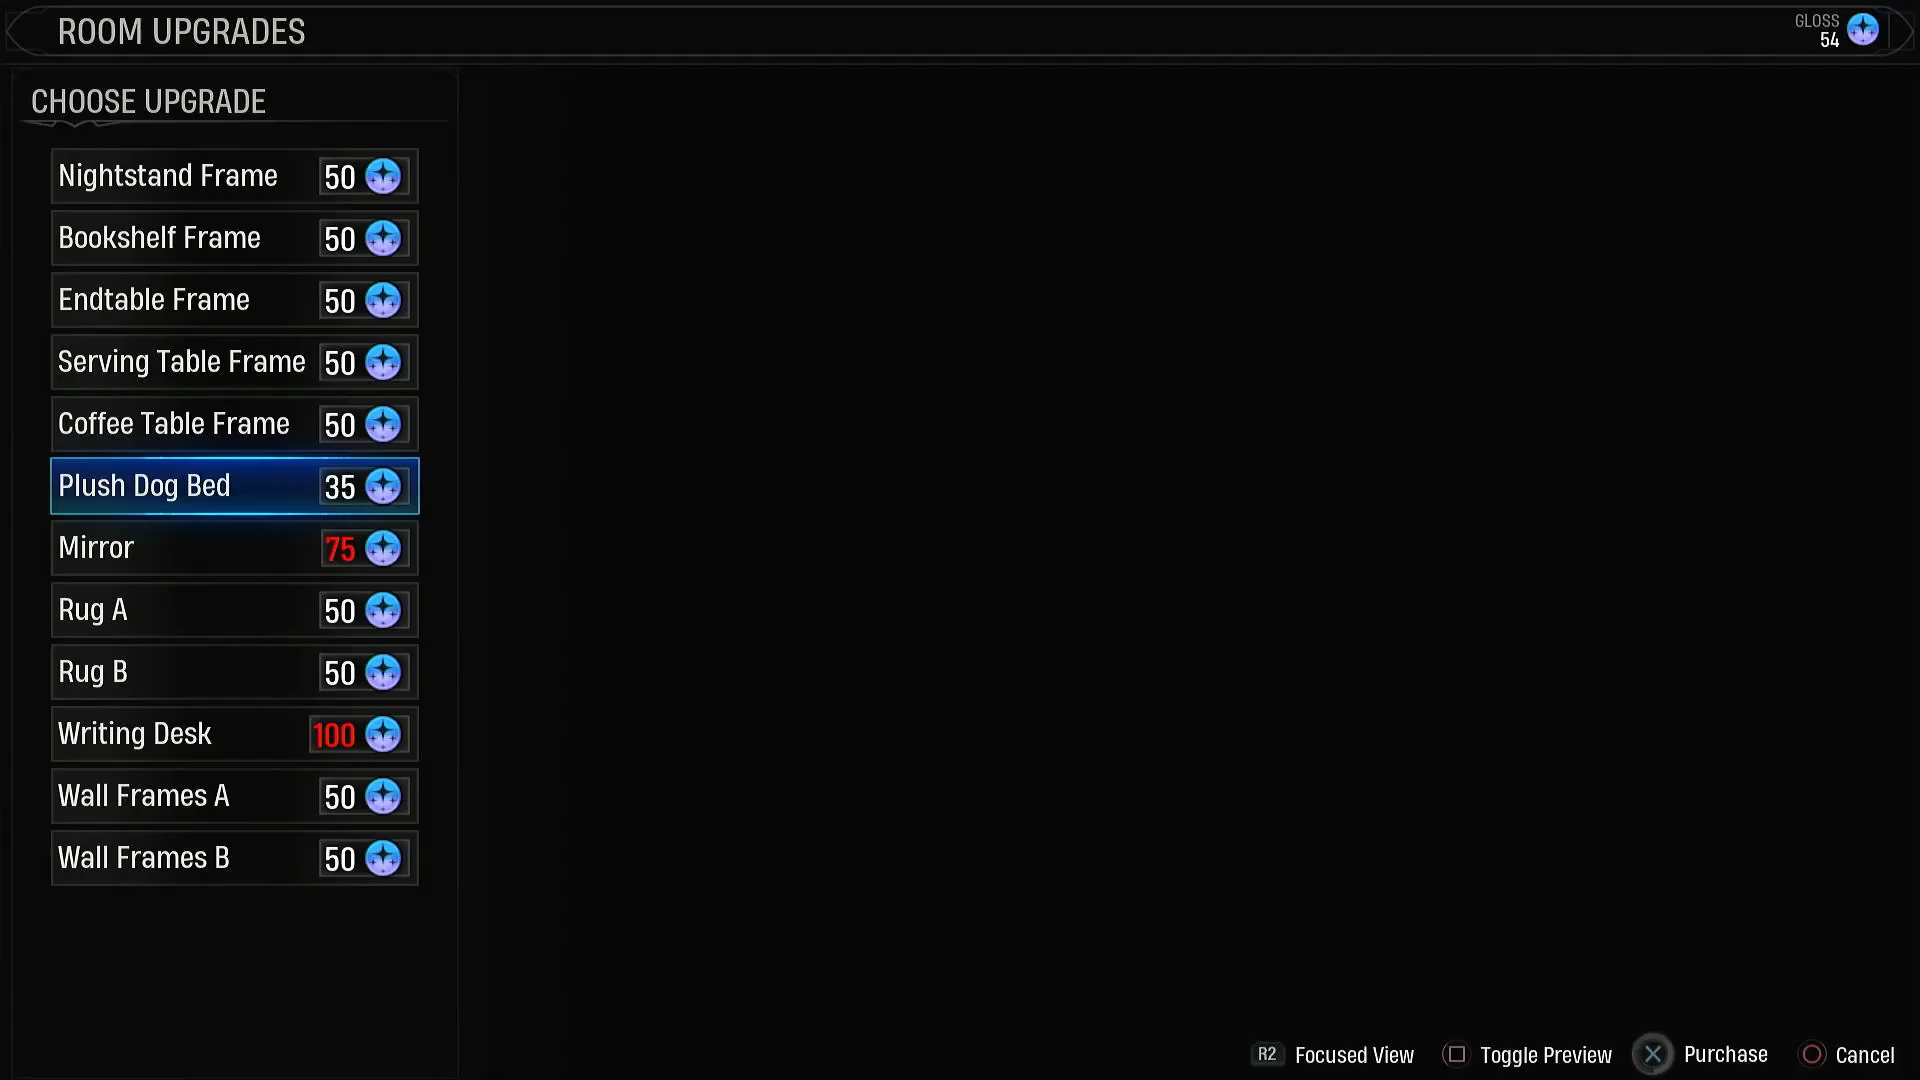 ROOM UPGRADES
GLOSS
54
CHOOSE UPGRADE
Nightstand Frame 50
Bookshelf Frame 50
Endtable Frame 50
Serving Table Frame 50
Coffee Table Frame 50
Plush Dog Bed 35
Mirror 75
Rug A 50
Rug B 50
Writing Desk 100
Wall Frames A 50
Wall Frames B 50
R2 Focused View Toggle Preview Purchase Cancel